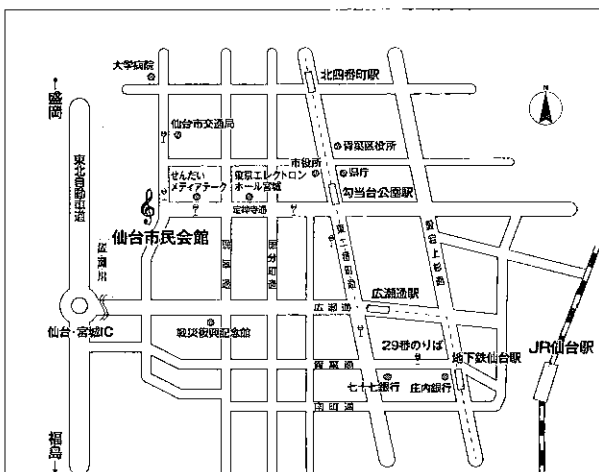 大学病院
北四番町駅
盛岡
N
仙台市交通局
青葉区役所
東北自動車道
せんだい
メディアテーク
東京エレクトロン
ホール宮城
市役所
県庁
勾当台公園駅
定禅寺通
仙台市民会館
広瀬川
晩翠通
国分町通
東二番丁通
愛宕上杉通
広瀬通
広瀬通駅
仙台・宮城IC
戦災復興記念館
29番のりば
青葉通
地下鉄仙台駅
JR仙台駅
七十七銀行
庄内銀行
南町通
福島